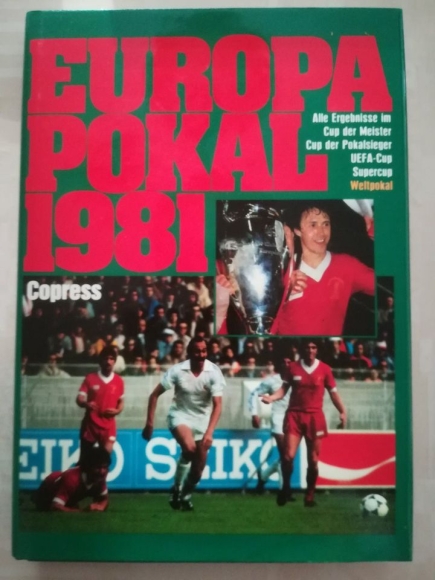 EUROPA
POKAL
1981
Alle Ergebnisse im
Cup der Meister
Cup der Pokalsieger
UEFA-Cup
Supercup
Weltpokal
Copress
EIKO SEIKO